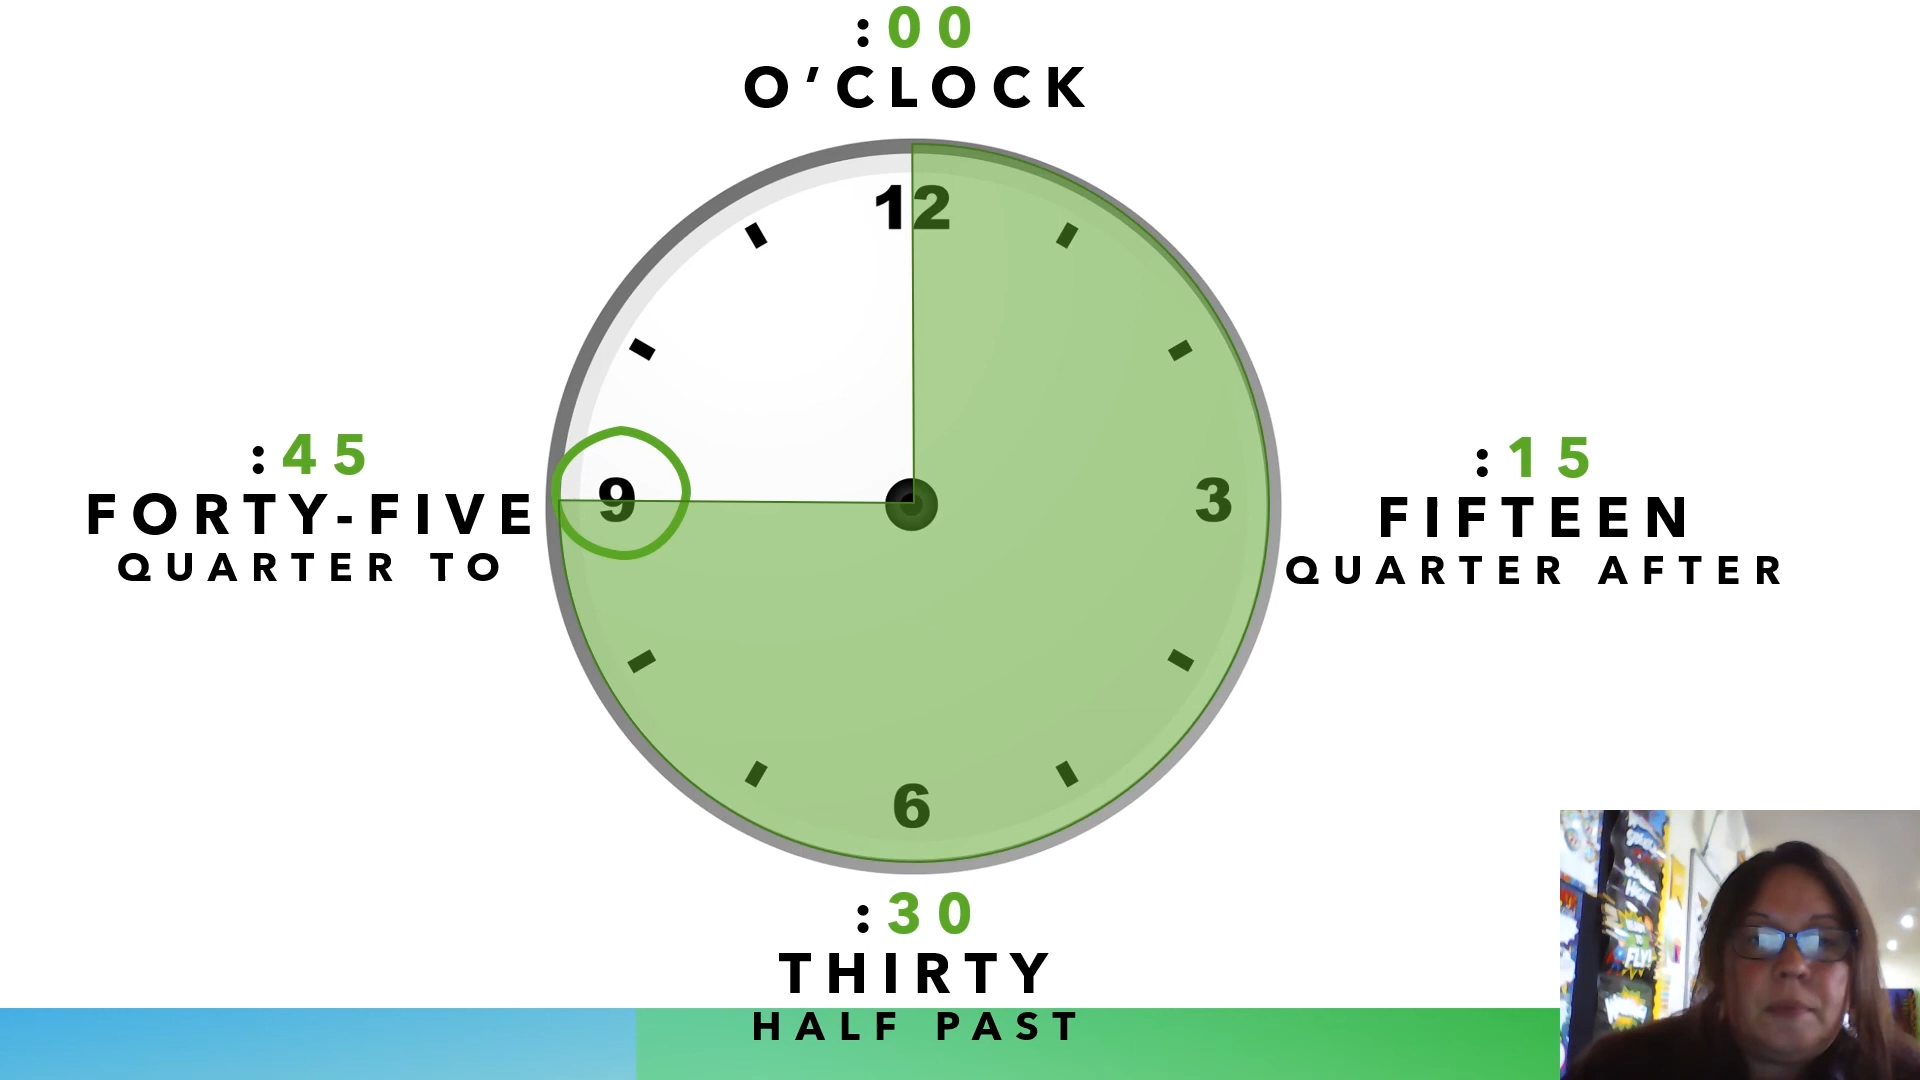 :00
O'CLOCK
12
:45
FORTY-FIVE
QUARTER TO
9
3
:15
FIFTEEN
QUARTER AFTER
6
:30
THIRTY
HALF PAST
FLY!